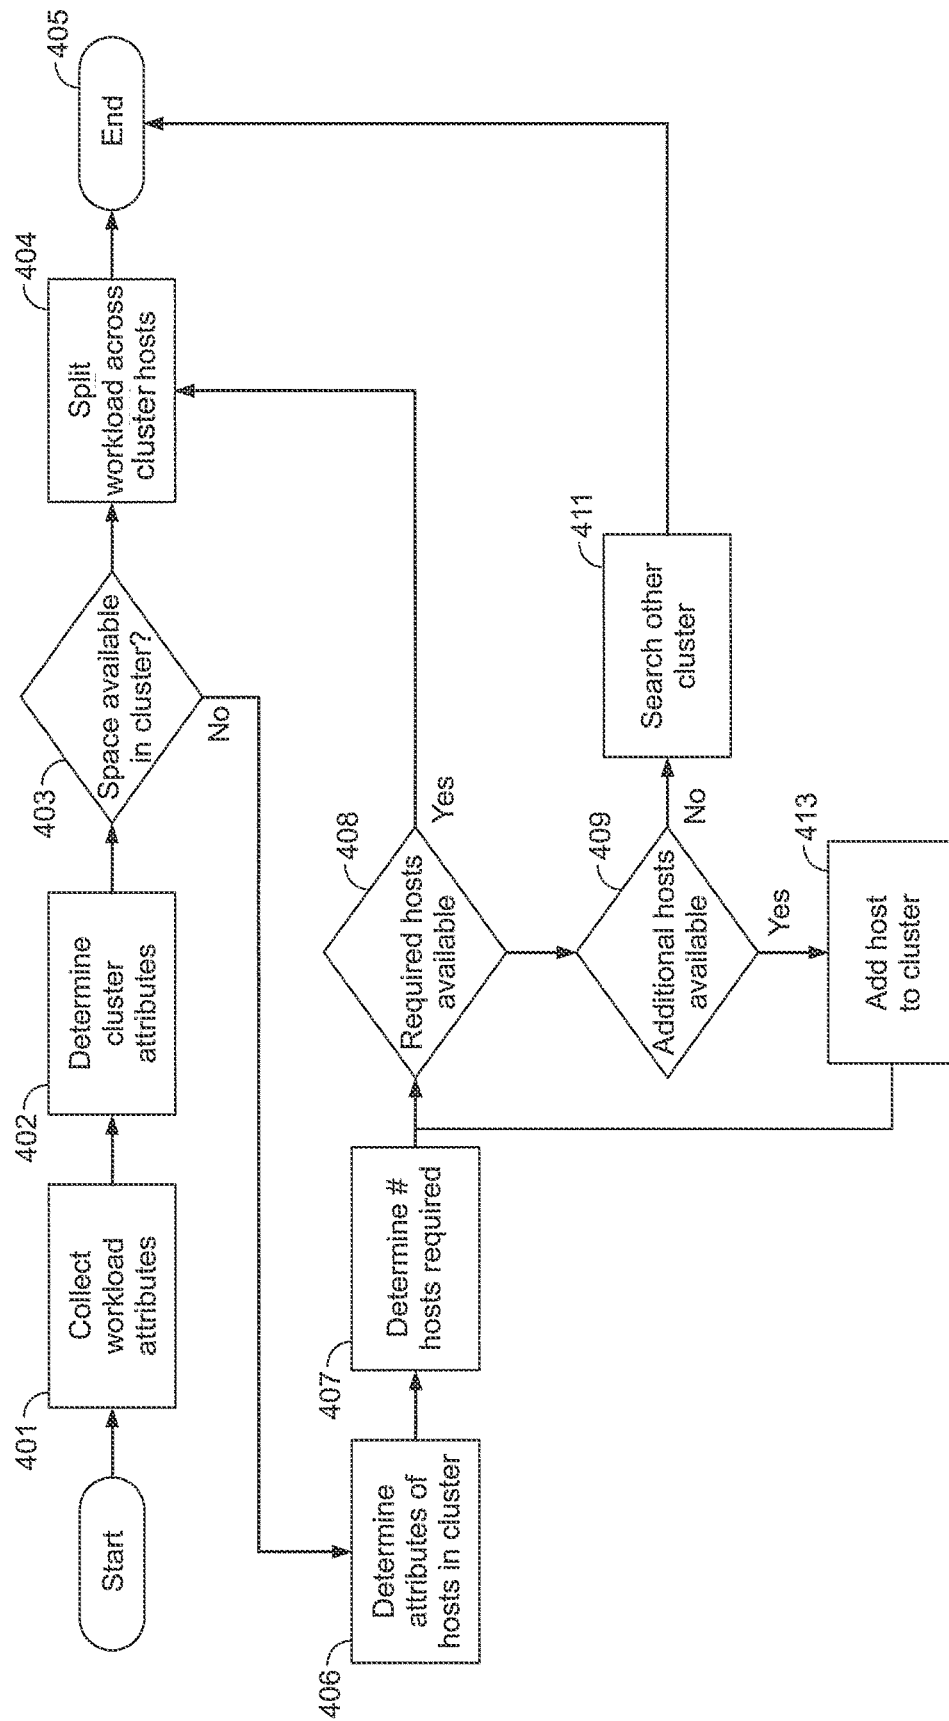 Start
401
Collect
workload
attributes
402
Determine
cluster
attributes
403
Space available
in cluster?
No
404
Split
workload across
cluster hosts
405
End
406
Determine
attributes of
hosts in cluster
407
Determine #
hosts required
408
Required hosts
available
Yes
409
Additional hosts
available
No
Yes
411
Search other
cluster
413
Add host
to cluster